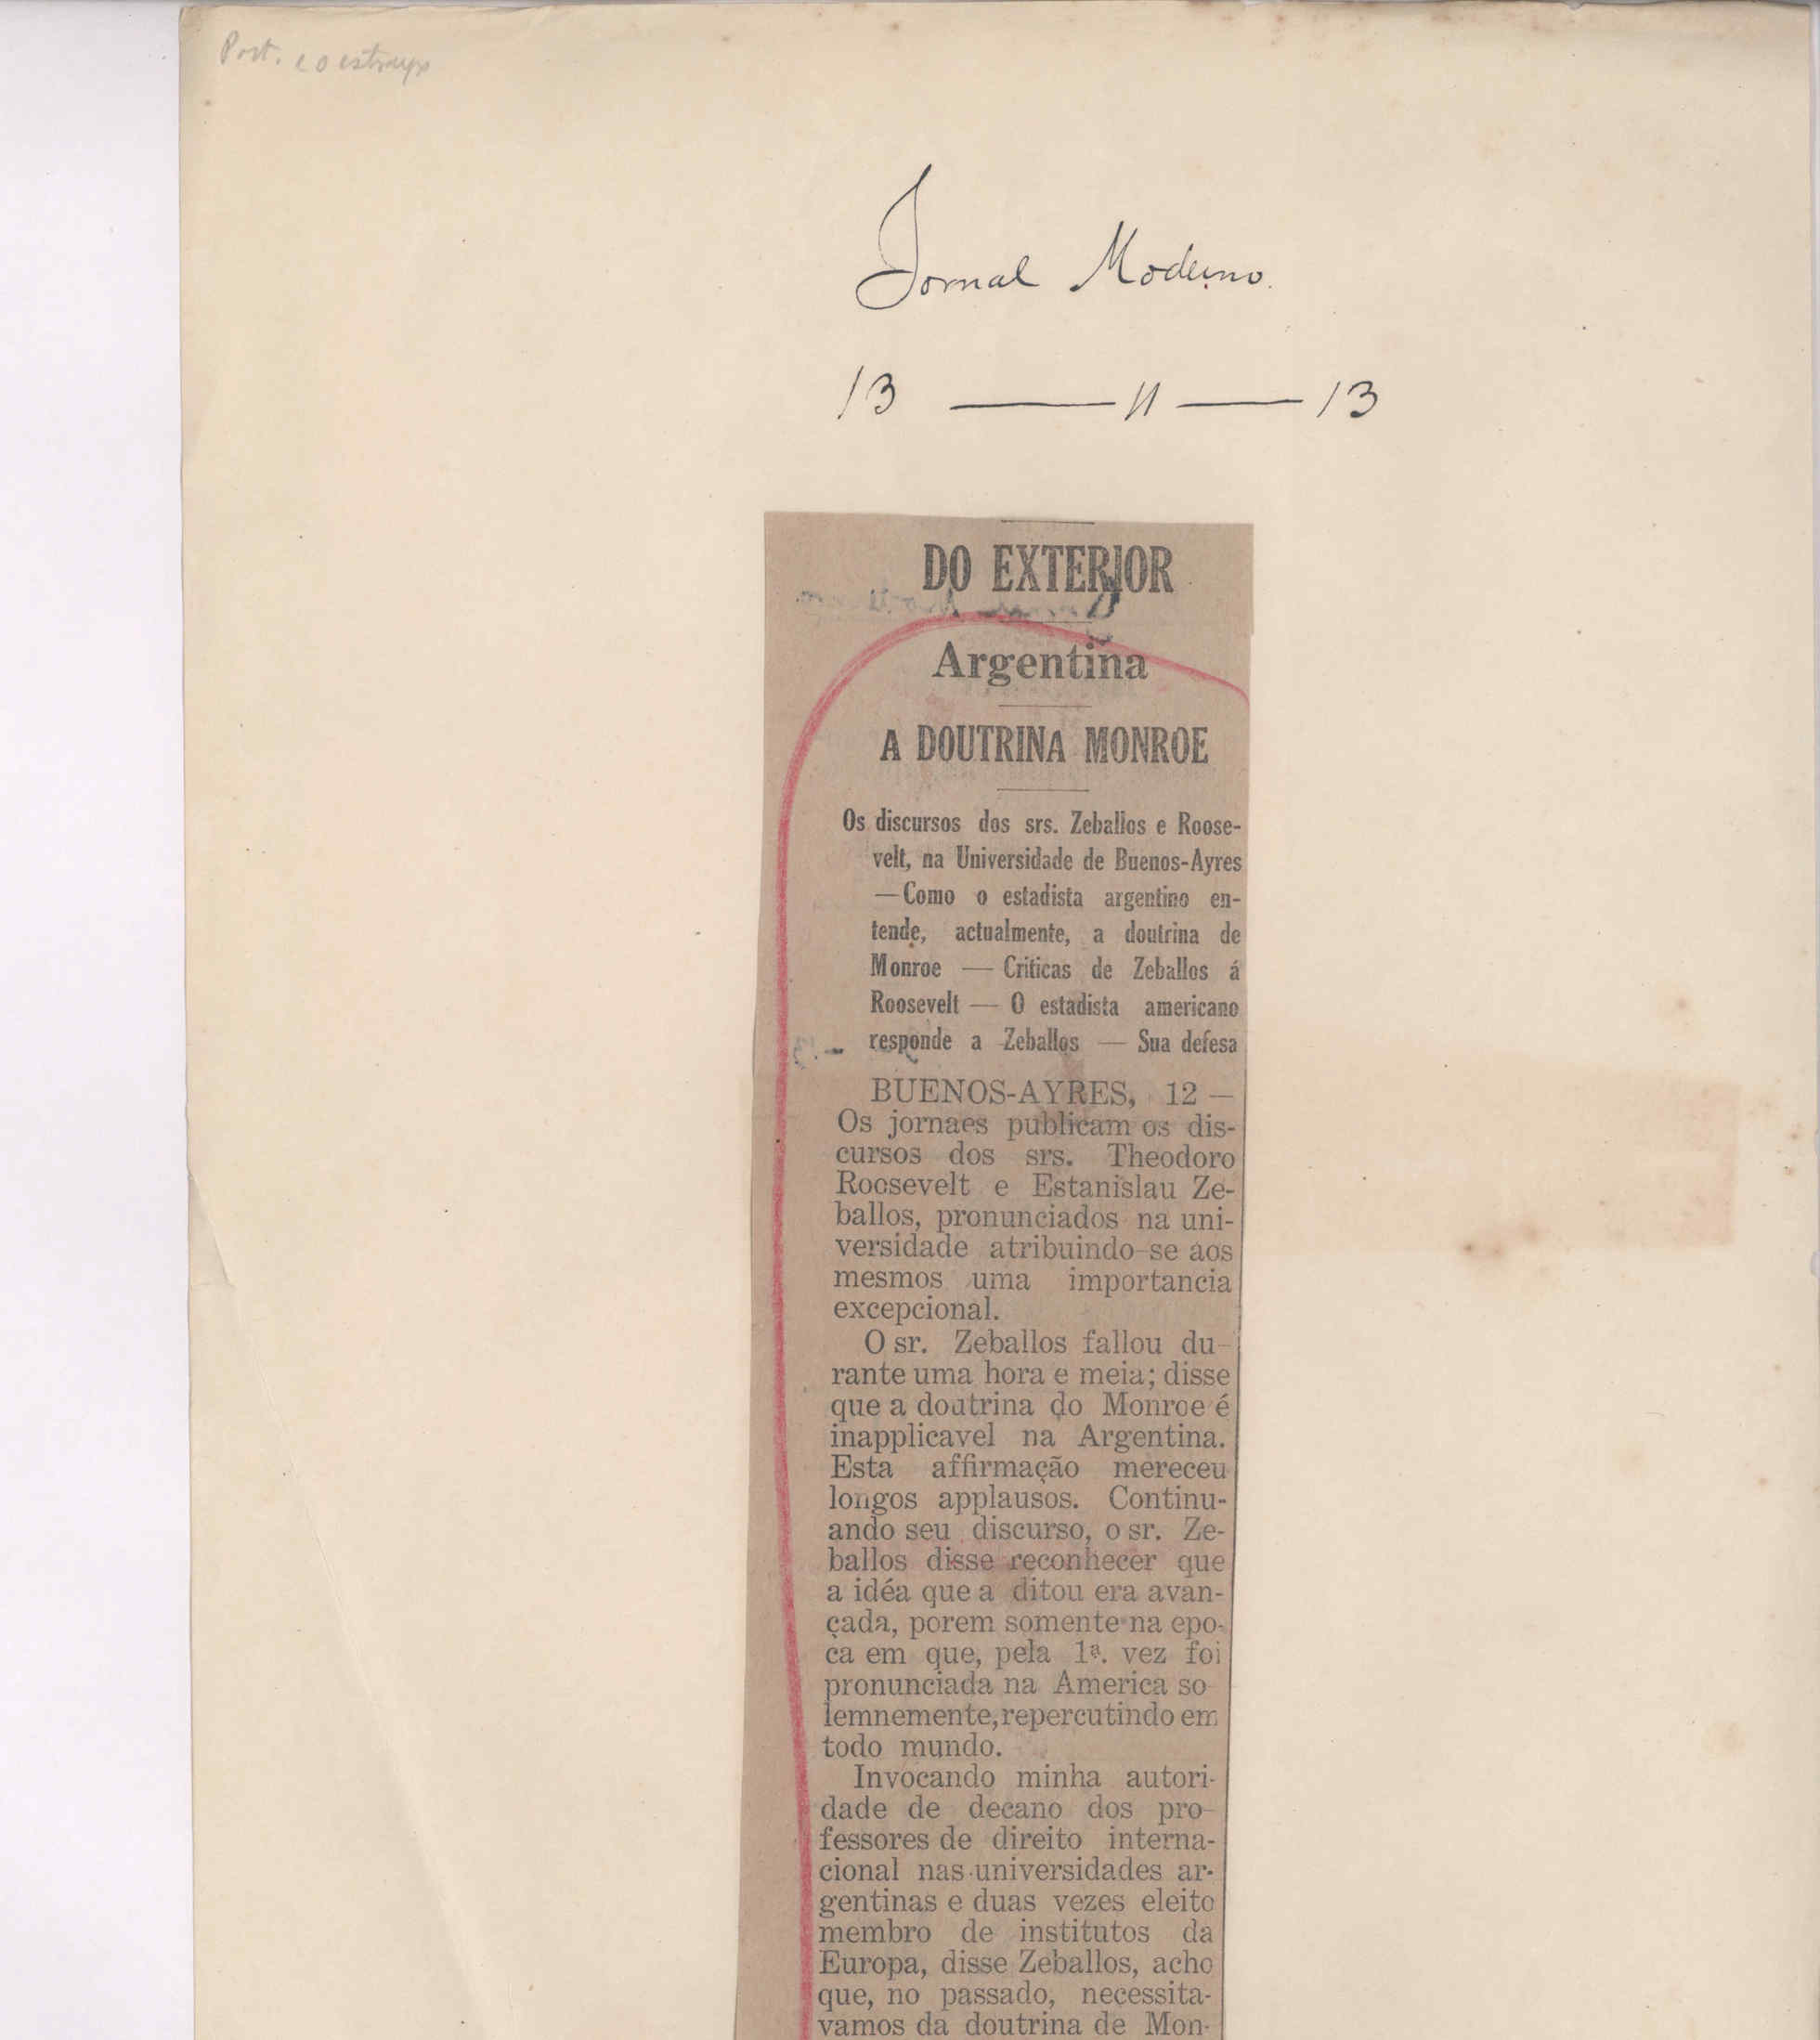 Port. e o
Jornal Moderno.
13 — 11 — 13
DO EXTERIOR
Argentina
A DOUTRINA MONROE
Os discursos dos srs. Zeballos e Roose-
velt, na Universidade de Buenos-Ayres
—Como o estadista argentino en-
tende, actualmente, a doutrina de
Monroe — Criticas de Zeballos á
Roosevelt — O estadista americano
responde a Zeballos — Sua defesa
BUENOS-AYRES, 12 —
Os jornaes publicam os dis-
cursos dos srs. Theodoro
Roosevelt e Estanislau Ze-
ballos, pronunciados na uni-
versidade atribuindo-se aos
mesmos uma importancia
excepcional.
O sr. Zeballos fallou du-
rante uma hora e meia; disse
que a doutrina do Monroe é
inapplicavel na Argentina.
Esta affirmação mereceu
longos applausos. Continu-
ando seu discurso, o sr. Ze-
ballos disse reconhecer que
a idéa que a ditou era avan-
çada, porem somente na epo-
ca em que, pela 1ª. vez foi
pronunciada na America so-
lemnemente, repercutindo em
todo mundo.
Invocando minha autori-
dade de decano dos pro-
fessores de direito interna-
cional nas universidades ar-
gentinas e duas vezes eleito
membro de institutos da
Europa, disse Zeballos, acho
que, no passado, necessita-
vamos da doutrina de Mon-